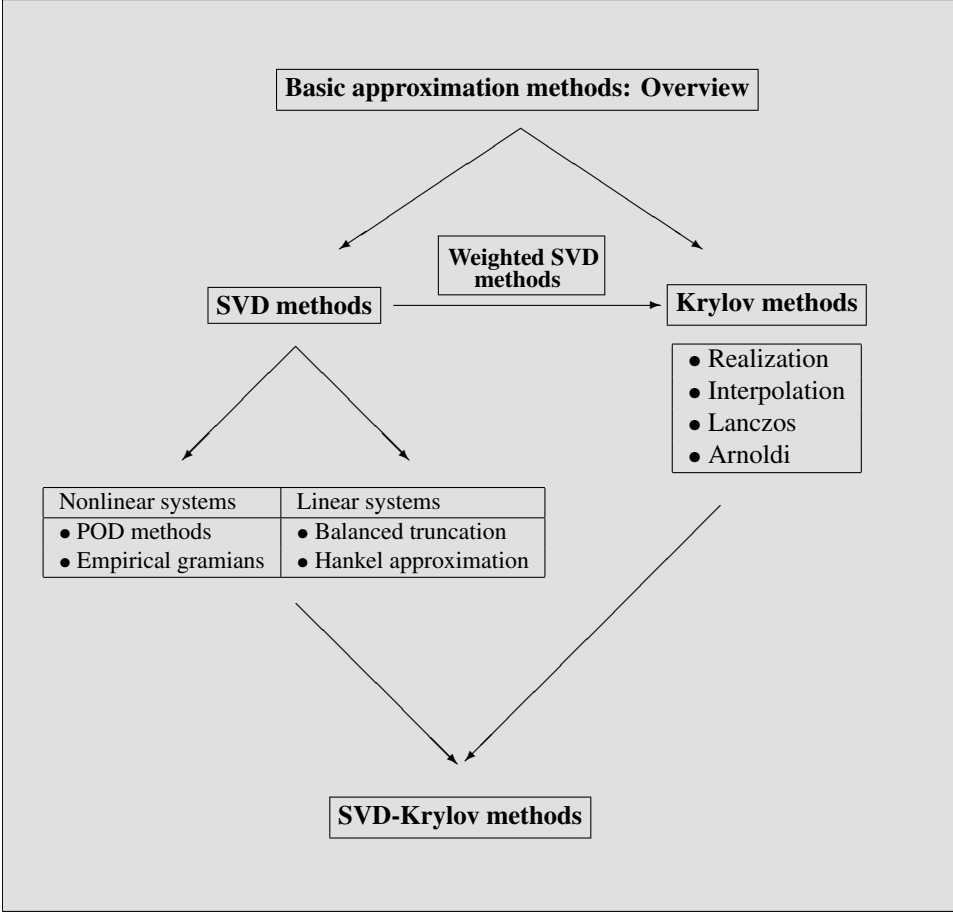 Basic approximation methods: Overview
Weighted SVD
methods
SVD methods
Krylov methods
• Realization
• Interpolation
• Lanczos
• Arnoldi
Nonlinear systems
Linear systems
• POD methods
• Balanced truncation
• Empirical gramians
• Hankel approximation
SVD-Krylov methods